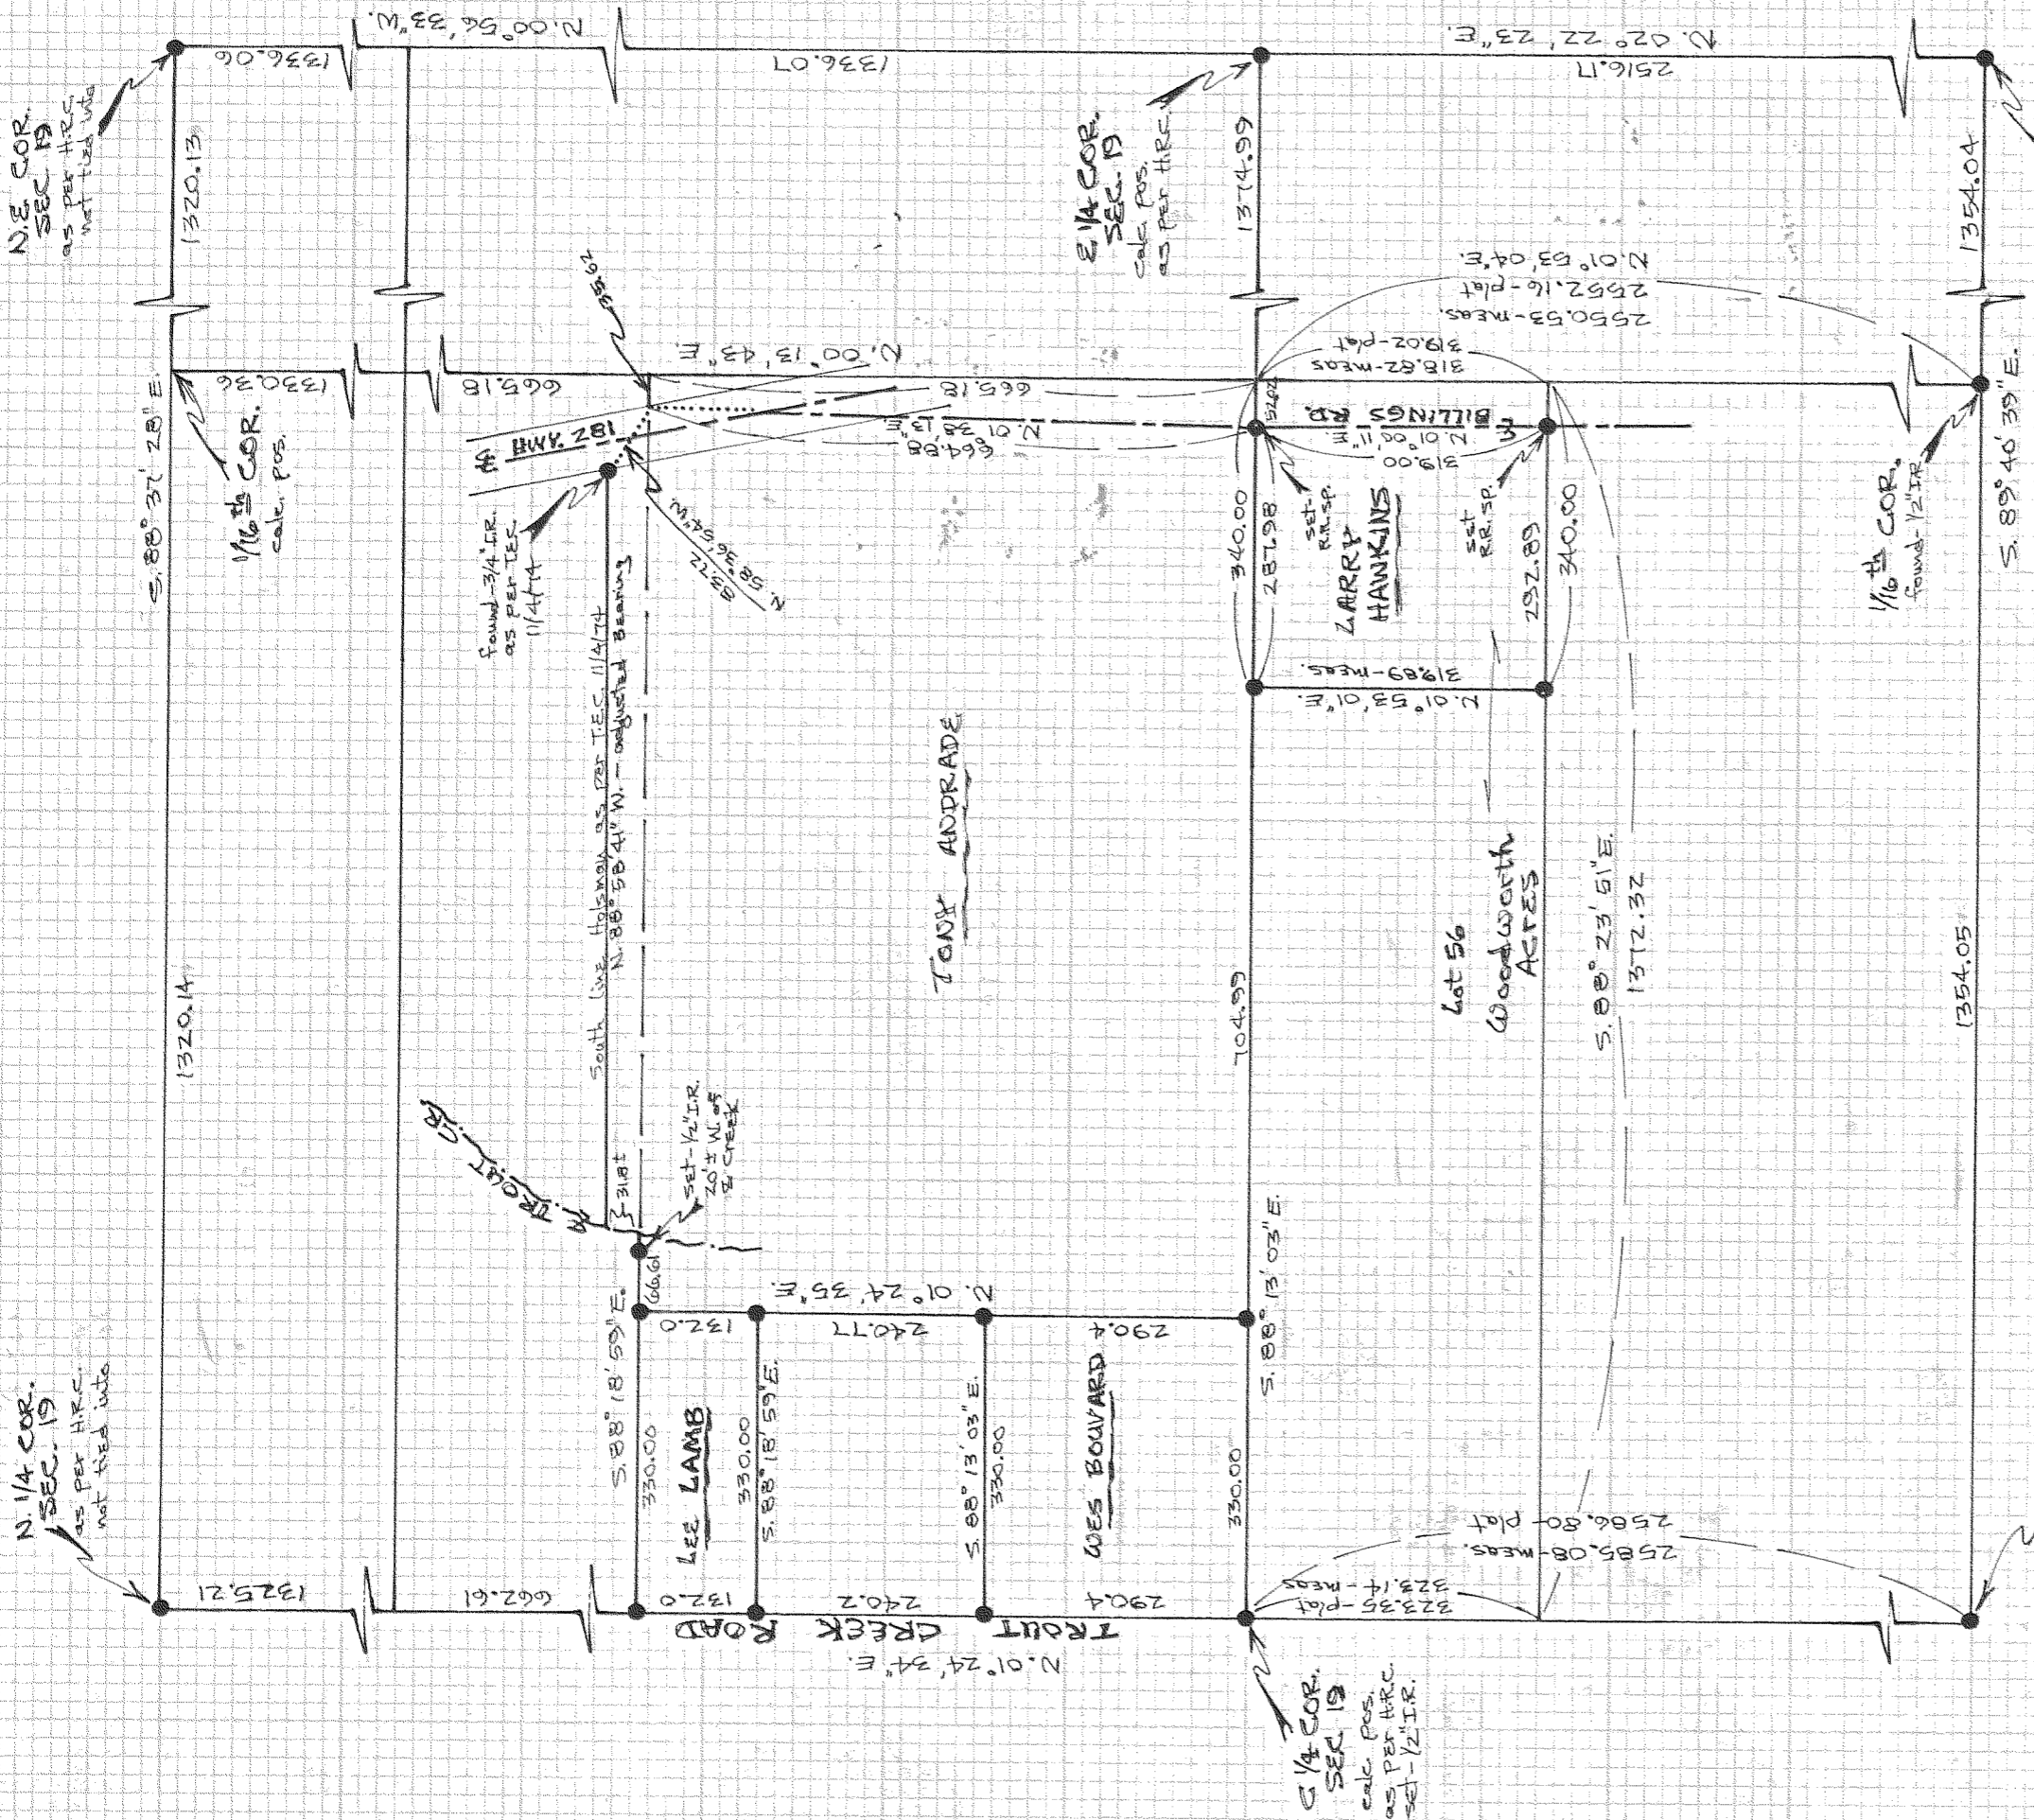 N. 1/4 COR.
SEC. 19
as per H.R.C.
not tied into
N.E COR.
SEC. 19
as per H.R.C.
not tied into
S. 88° 37' 28" E.
1320.14
1320.13
1/16th COR.
calc. pos.
1325.21
662.61
1330.36
665.18
1336.06
N. 00° 56' 33" W.
1336.07
N. 00° 13' 43" E.
665.18
35.62
℄ HWY. 281
found-3/4" I.R.
as per T.E.C.
11/4/74
N. 58° 36' 54" W.
83.72
South line Holsman as per T.E.C. 11/4/74
N. 88° 58' 41" W. - adjusted Bearing
31.8±
set-1/2" I.R.
20'± W. of
℄ Creek
℄ TROUT CR.
S. 88° 18' 59" E.
66.61
330.00
LEE LAMB
132.0
132.0
330.00
S. 88° 18' 59" E.
240.2
240.77
N. 01° 24' 35" E.
S. 88° 13' 03" E.
330.00
WES BOUVARD
290.4
290.4
TROUT CREEK ROAD
N. 01° 24' 34" E.
TONY ANDRADE
N. 01° 38' 13" E.
664.88
E. 1/4 COR.
SEC. 19
calc. pos.
as per H.R.C.
C 1/4 COR.
SEC 19
calc. pos.
as per H.R.C.
set-1/2" I.R.
330.00
S. 88° 13' 03" E.
704.99
340.00
287.98
52.02
1374.99
set-
R.R. SP.
LARRY
HAWKINS
℄ BILLINGS RD.
N. 01° 00' 11" E
319.00
318.82-meas
319.02-plat
set
R.R. SP.
N. 01° 53' 01" E.
319.89-meas.
292.89
340.00
2550.53-meas.
2552.16-plat
N. 01° 53' 04" E.
N. 02° 22' 23" E.
2516.17
Lot 56
Woodworth
Acres
S. 88° 23' 51" E.
1372.32
323.35-plat
323.14-meas
2585.08-meas.
2586.80-plat
1354.05
1/16th COR.
found-1/2" I.R.
S. 89° 40' 39" E.
1354.04